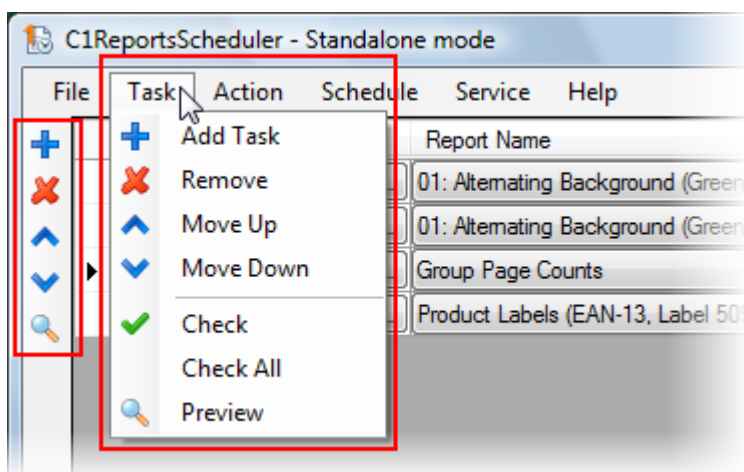 C1ReportsScheduler - Standalone mode
File Task Action Schedule Service Help
Add Task
Remove
Move Up
Move Down
Check
Check All
Preview
Report Name
01: Alternating Background (Green
01: Alternating Background (Green
Group Page Counts
Product Labels (EAN-13, Label 505